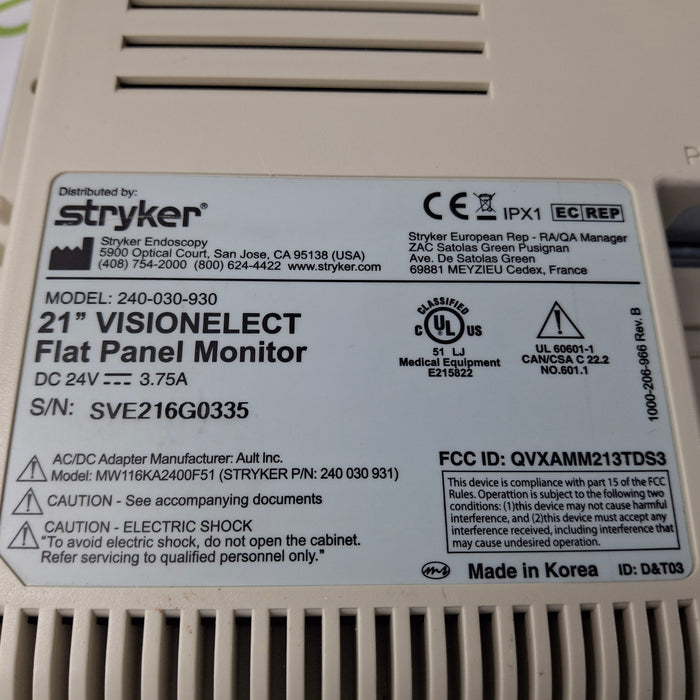 Distributed by:
stryker®
Stryker Endoscopy
5900 Optical Court, San Jose, CA 95138 (USA)
(408) 754-2000 (800) 624-4422 www.stryker.com
CE IPX1 EC REP
Stryker European Rep - RA/QA Manager
ZAC Satolas Green Pusignan
Ave. De Satolas Green
69881 MEYZIEU Cedex, France
MODEL: 240-030-930
21” VISIONELECT
Flat Panel Monitor
DC 24V 3.75A
S/N: SVE216G0335
CLASSIFIED
C UL US
51 LJ
Medical Equipment
E215822
UL 60601-1
CAN/CSA C 22.2
NO.601.1
1000-206-966 Rev. B
AC/DC Adapter Manufacturer: Ault Inc.
Model: MW116KA2400F51 (STRYKER P/N: 240 030 931)
CAUTION - See accompanying documents
CAUTION - ELECTRIC SHOCK
"To avoid electric shock, do not open the cabinet.
Refer servicing to qualified personnel only."
FCC ID: QVXAMM213TDS3
This device is compliance with part 15 of the FCC
Rules. Operattion is subject to the following two
conditions: (1)this device may not cause harmful
interference, and (2)this device must accept any
interference received, including interference that
may cause undesired operation.
Made in Korea ID: D&T03